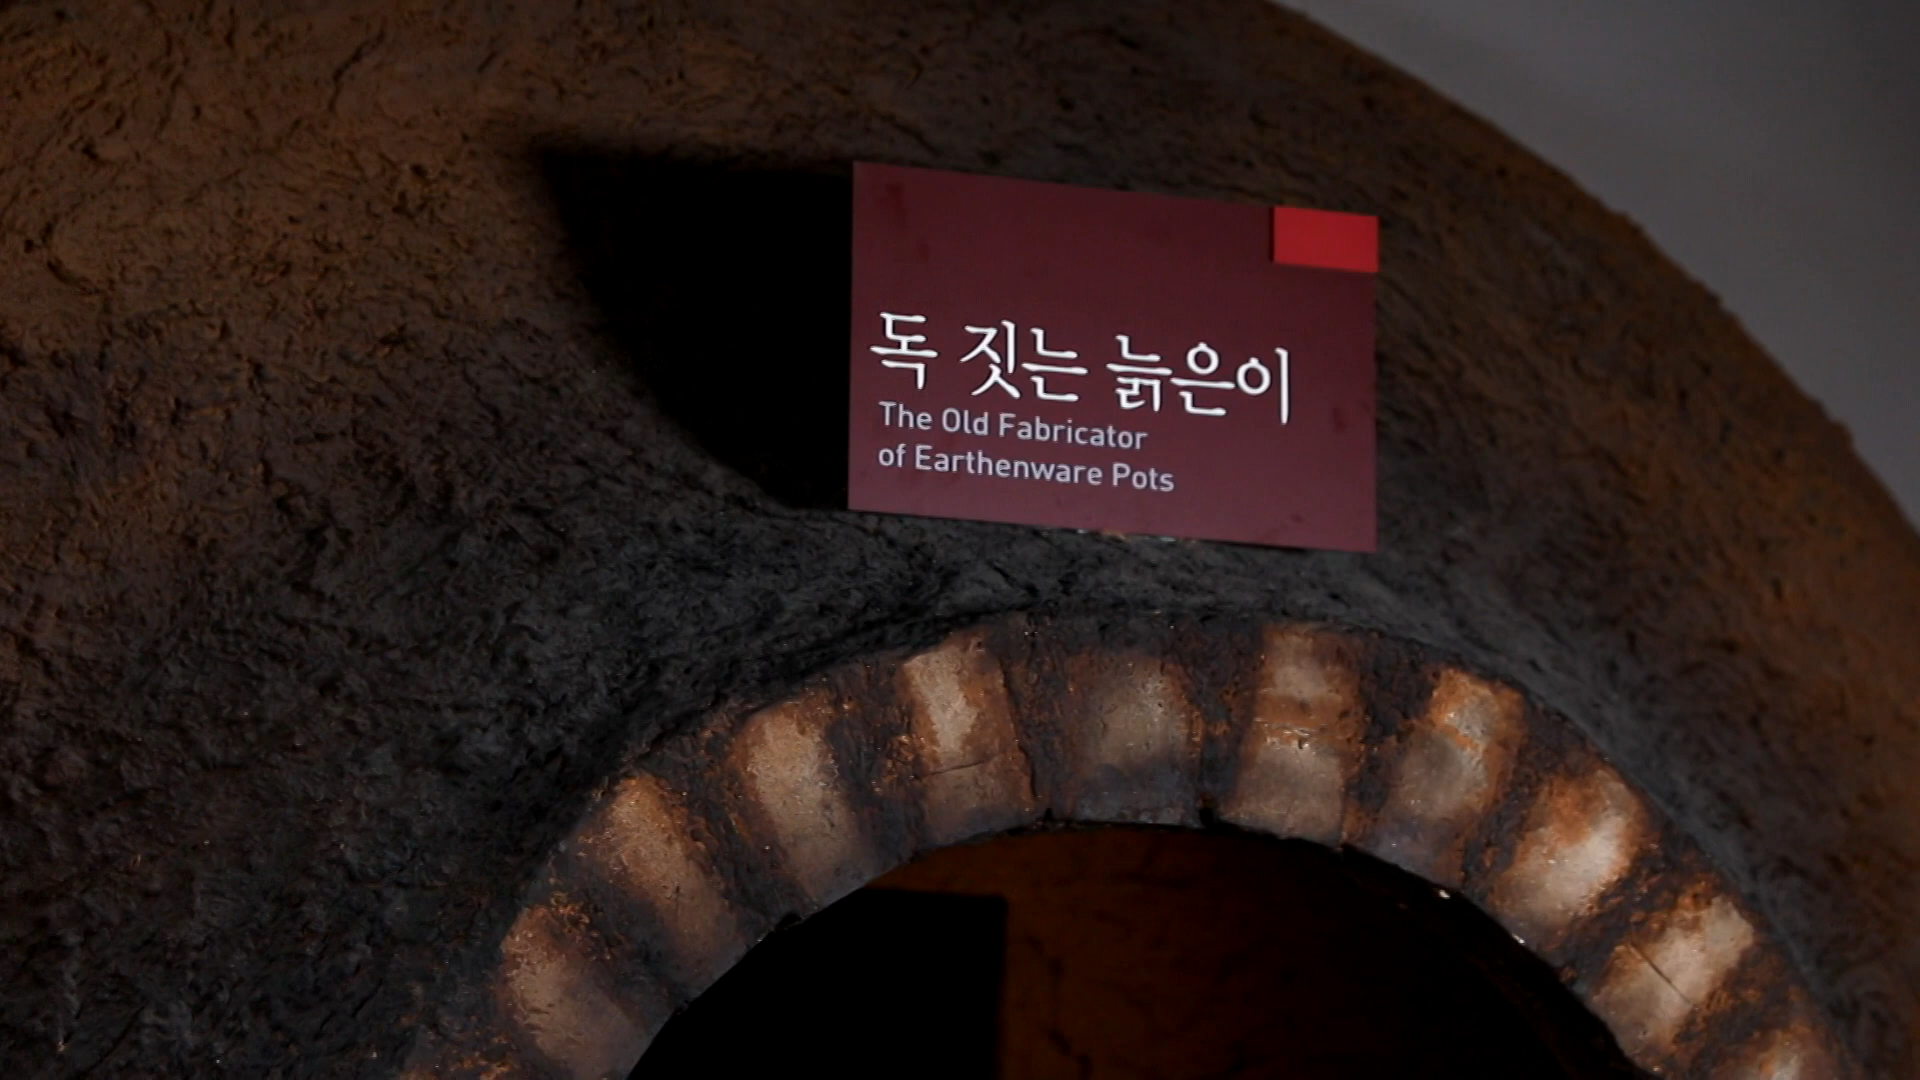 독 짓는 늙은이
The Old Fabricator
of Earthenware Pots